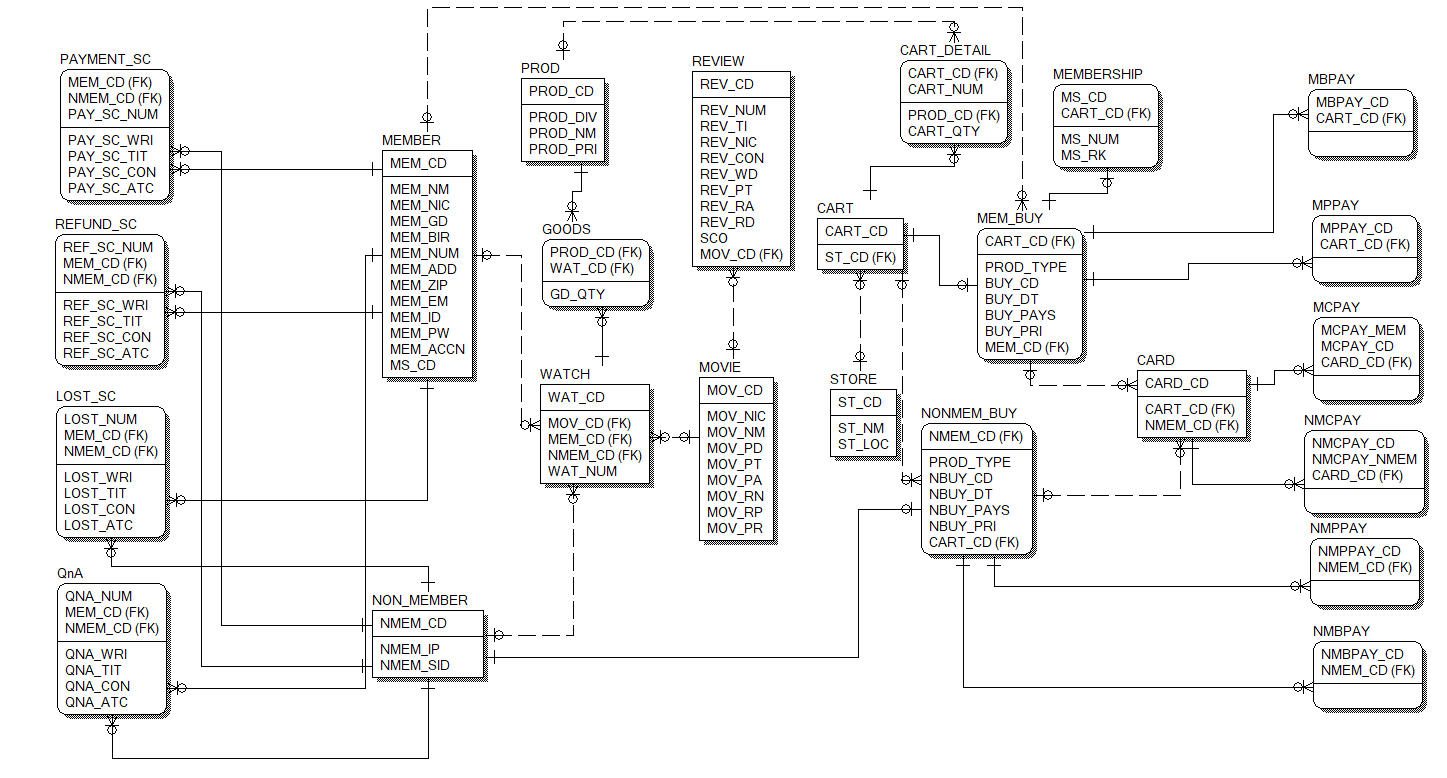 PAYMENT_SC
MEM_CD (FK)
NMEM_CD (FK)
PAY_SC_NUM
PAY_SC_WRI
PAY_SC_TIT
PAY_SC_CON
PAY_SC_ATC
REFUND_SC
REF_SC_NUM
MEM_CD (FK)
NMEM_CD (FK)
REF_SC_WRI
REF_SC_TIT
REF_SC_CON
REF_SC_ATC
LOST_SC
LOST_NUM
MEM_CD (FK)
NMEM_CD (FK)
LOST_WRI
LOST_TIT
LOST_CON
LOST_ATC
QnA
QNA_NUM
MEM_CD (FK)
NMEM_CD (FK)
QNA_WRI
QNA_TIT
QNA_CON
QNA_ATC
MEMBER
MEM_CD
MEM_NM
MEM_NIC
MEM_GD
MEM_BIR
MEM_NUM
MEM_ADD
MEM_ZIP
MEM_EM
MEM_ID
MEM_PW
MEM_ACCN
MS_CD
NON_MEMBER
NMEM_CD
NMEM_IP
NMEM_SID
PROD
PROD_CD
PROD_DIV
PROD_NM
PROD_PRI
GOODS
PROD_CD (FK)
WAT_CD (FK)
GD_QTY
WATCH
WAT_CD
MOV_CD (FK)
MEM_CD (FK)
NMEM_CD (FK)
WAT_NUM
REVIEW
REV_CD
REV_NUM
REV_TI
REV_NIC
REV_CON
REV_WD
REV_PT
REV_RA
REV_RD
SCO
MOV_CD (FK)
MOVIE
MOV_CD
MOV_NIC
MOV_NM
MOV_PD
MOV_PT
MOV_PA
MOV_RN
MOV_RP
MOV_PR
CART_DETAIL
CART_CD (FK)
CART_NUM
PROD_CD (FK)
CART_QTY
CART
CART_CD
ST_CD (FK)
STORE
ST_CD
ST_NM
ST_LOC
MEMBERSHIP
MS_CD
CART_CD (FK)
MS_NUM
MS_RK
MEM_BUY
CART_CD (FK)
PROD_TYPE
BUY_CD
BUY_DT
BUY_PAYS
BUY_PRI
MEM_CD (FK)
NONMEM_BUY
NMEM_CD (FK)
PROD_TYPE
NBUY_CD
NBUY_DT
NBUY_PAYS
NBUY_PRI
CART_CD (FK)
CARD
CARD_CD
CART_CD (FK)
NMEM_CD (FK)
MBPAY
MBPAY_CD
CART_CD (FK)
MPPAY
MPPAY_CD
CART_CD (FK)
MCPAY
MCPAY_MEM
MCPAY_CD
CARD_CD (FK)
NMCPAY
NMCPAY_CD
NMCPAY_NMEM
CARD_CD (FK)
NMPPAY
NMPPAY_CD
NMEM_CD (FK)
NMBPAY
NMBPAY_CD
NMEM_CD (FK)